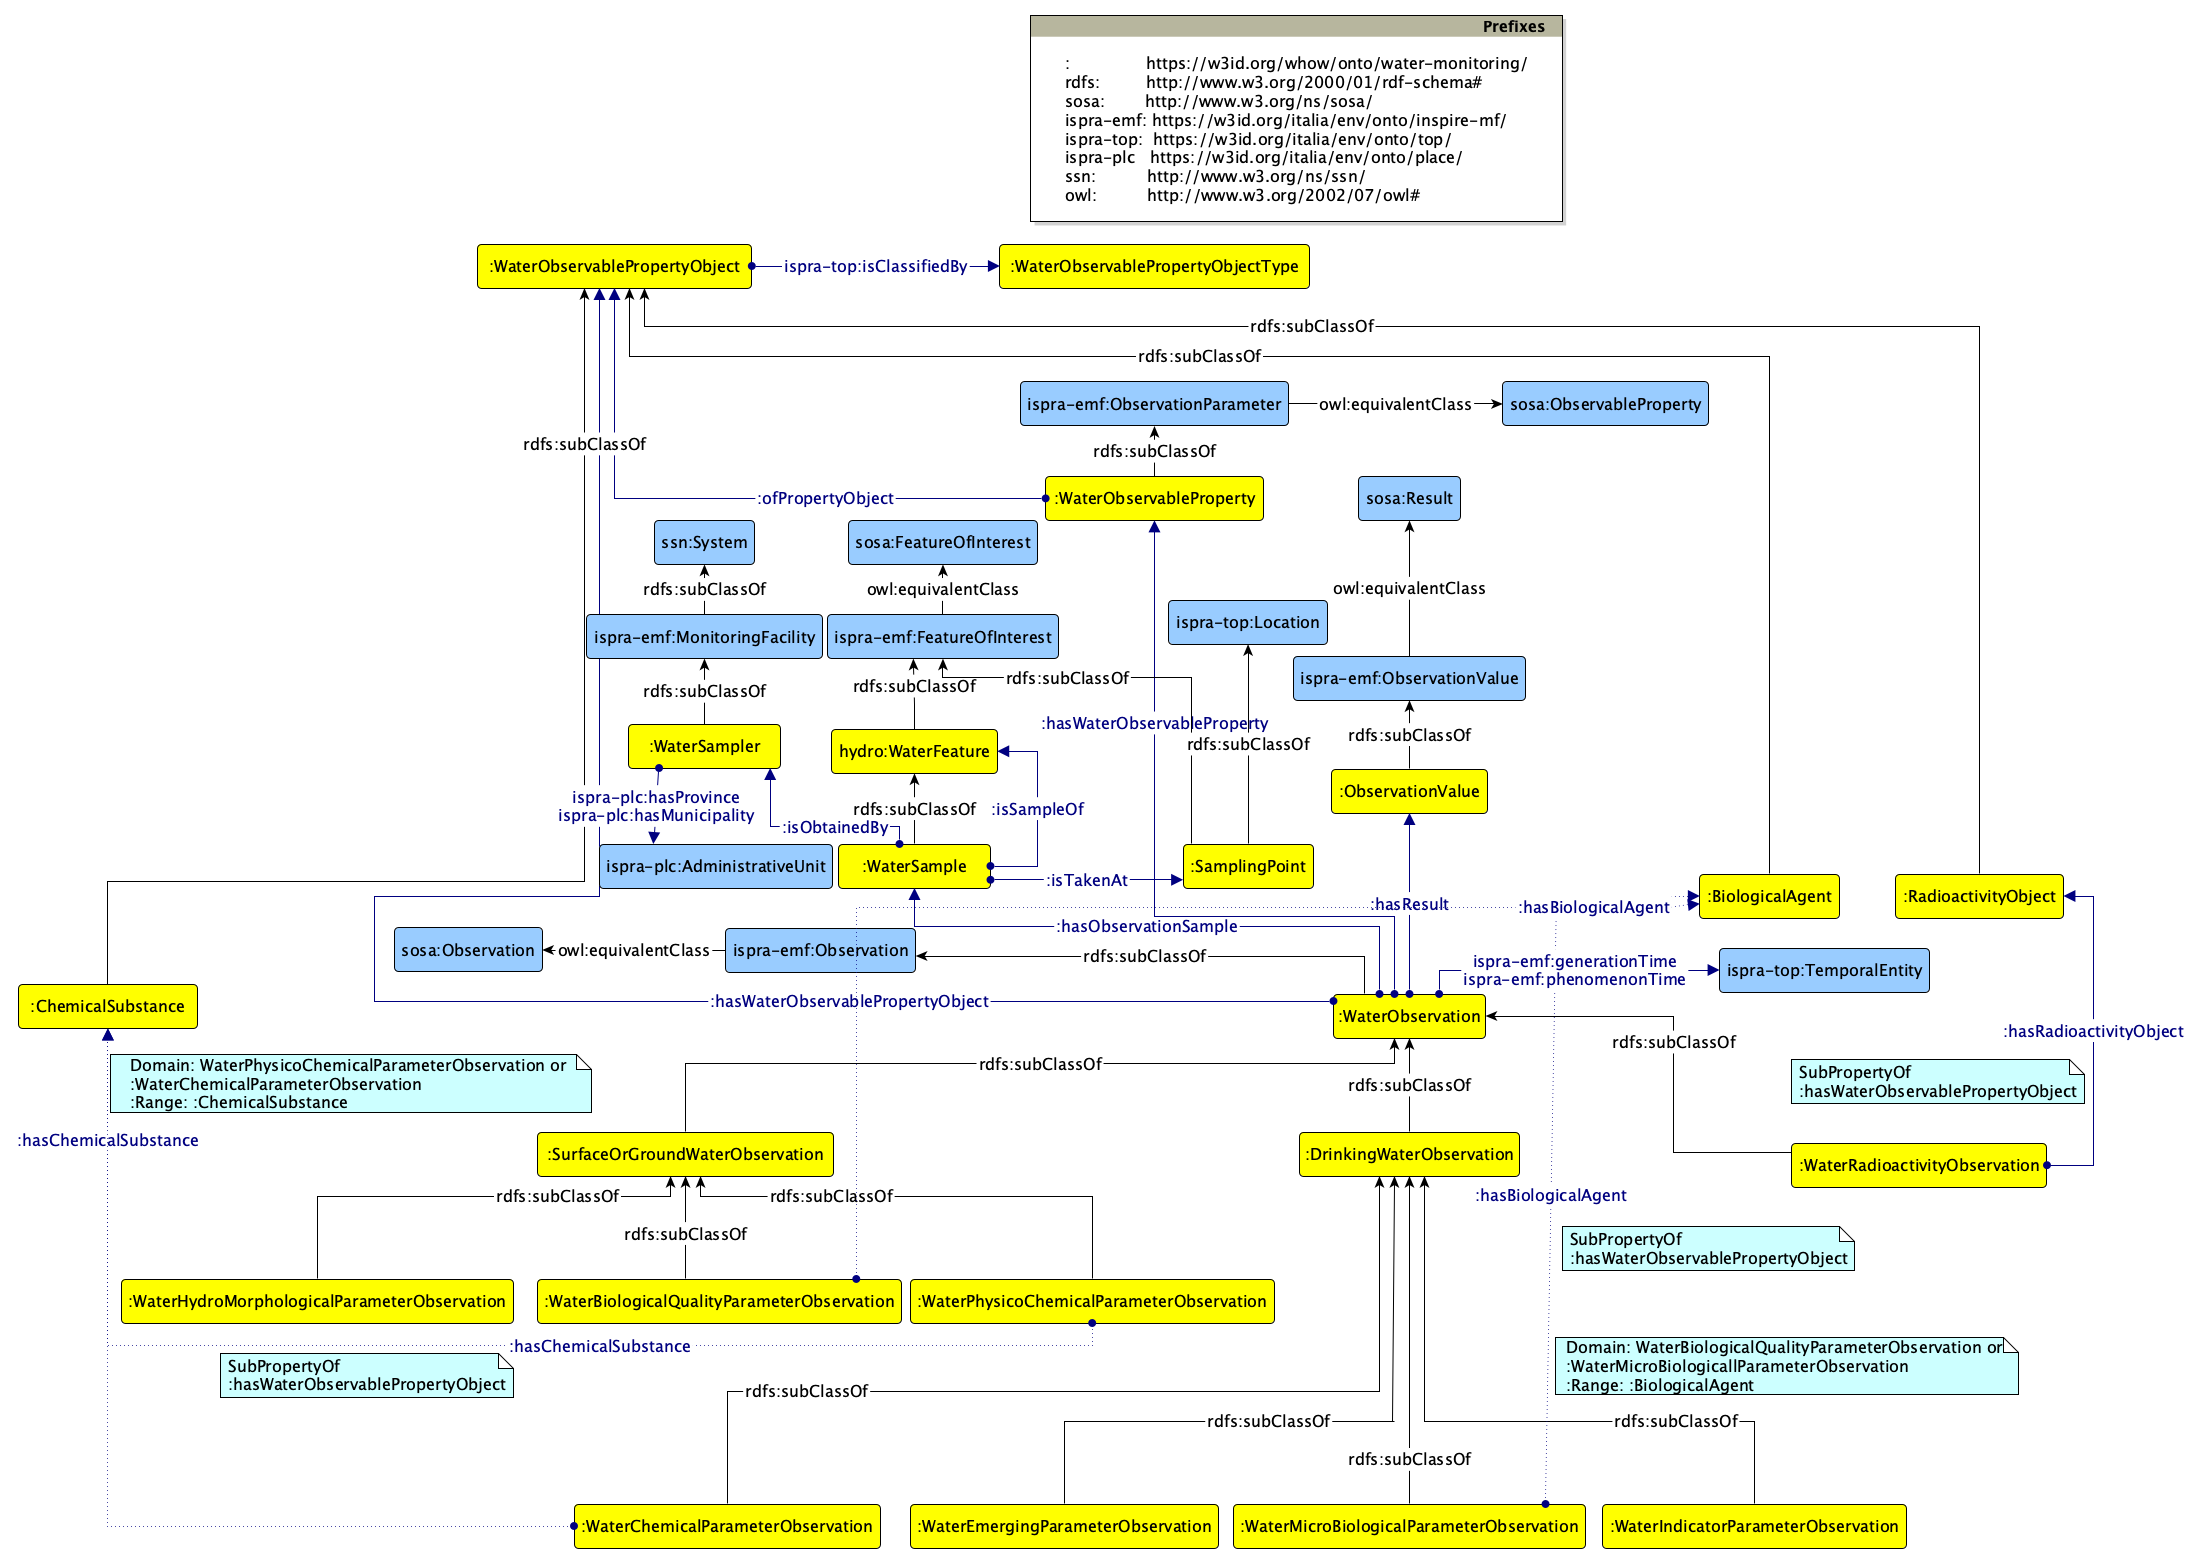 Prefixes
: https://w3id.org/whow/onto/water-monitoring/
rdfs: http://www.w3.org/2000/01/rdf-schema#
sosa: http://www.w3.org/ns/sosa/
ispra-emf: https://w3id.org/italia/env/onto/inspire-mf/
ispra-top: https://w3id.org/italia/env/onto/top/
ispra-plc https://w3id.org/italia/env/onto/place/
ssn: http://www.w3.org/ns/ssn/
owl: http://www.w3.org/2002/07/owl#
:WaterObservablePropertyObject
ispra-top:isClassifiedBy
:WaterObservablePropertyObjectType
rdfs:subClassOf
rdfs:subClassOf
ispra-emf:ObservationParameter
owl:equivalentClass
sosa:ObservableProperty
rdfs:subClassOf
rdfs:subClassOf
:ofPropertyObject
:WaterObservableProperty
sosa:Result
ssn:System
sosa:FeatureOfInterest
rdfs:subClassOf
owl:equivalentClass
owl:equivalentClass
ispra-emf:MonitoringFacility
ispra-emf:FeatureOfInterest
ispra-top:Location
rdfs:subClassOf
rdfs:subClassOf
rdfs:subClassOf
ispra-emf:ObservationValue
:hasWaterObservableProperty
rdfs:subClassOf
rdfs:subClassOf
:WaterSampler
hydro:WaterFeature
:ObservationValue
ispra-plc:hasProvince
ispra-plc:hasMunicipality
rdfs:subClassOf
:isSampleOf
:isObtainedBy
ispra-plc:AdministrativeUnit
:WaterSample
:isTakenAt
:SamplingPoint
:hasResult
:hasBiologicalAgent
:BiologicalAgent
:RadioactivityObject
:hasObservationSample
sosa:Observation
owl:equivalentClass
ispra-emf:Observation
rdfs:subClassOf
ispra-emf:generationTime
ispra-emf:phenomenonTime
ispra-top:TemporalEntity
:ChemicalSubstance
:hasWaterObservablePropertyObject
:WaterObservation
:hasRadioactivityObject
rdfs:subClassOf
Domain: WaterPhysicoChemicalParameterObservation or
:WaterChemicalParameterObservation
:Range: :ChemicalSubstance
rdfs:subClassOf
rdfs:subClassOf
SubPropertyOf
:hasWaterObservablePropertyObject
:hasChemicalSubstance
:SurfaceOrGroundWaterObservation
:DrinkingWaterObservation
:WaterRadioactivityObservation
rdfs:subClassOf
rdfs:subClassOf
:hasBiologicalAgent
rdfs:subClassOf
SubPropertyOf
:hasWaterObservablePropertyObject
:WaterHydroMorphologicalParameterObservation
:WaterBiologicalQualityParameterObservation
:WaterPhysicoChemicalParameterObservation
:hasChemicalSubstance
SubPropertyOf
:hasWaterObservablePropertyObject
Domain: WaterBiologicalQualityParameterObservation or
:WaterMicroBiologicallParameterObservation
:Range: :BiologicalAgent
rdfs:subClassOf
rdfs:subClassOf
rdfs:subClassOf
rdfs:subClassOf
:WaterChemicalParameterObservation
:WaterEmergingParameterObservation
:WaterMicroBiologicalParameterObservation
:WaterIndicatorParameterObservation